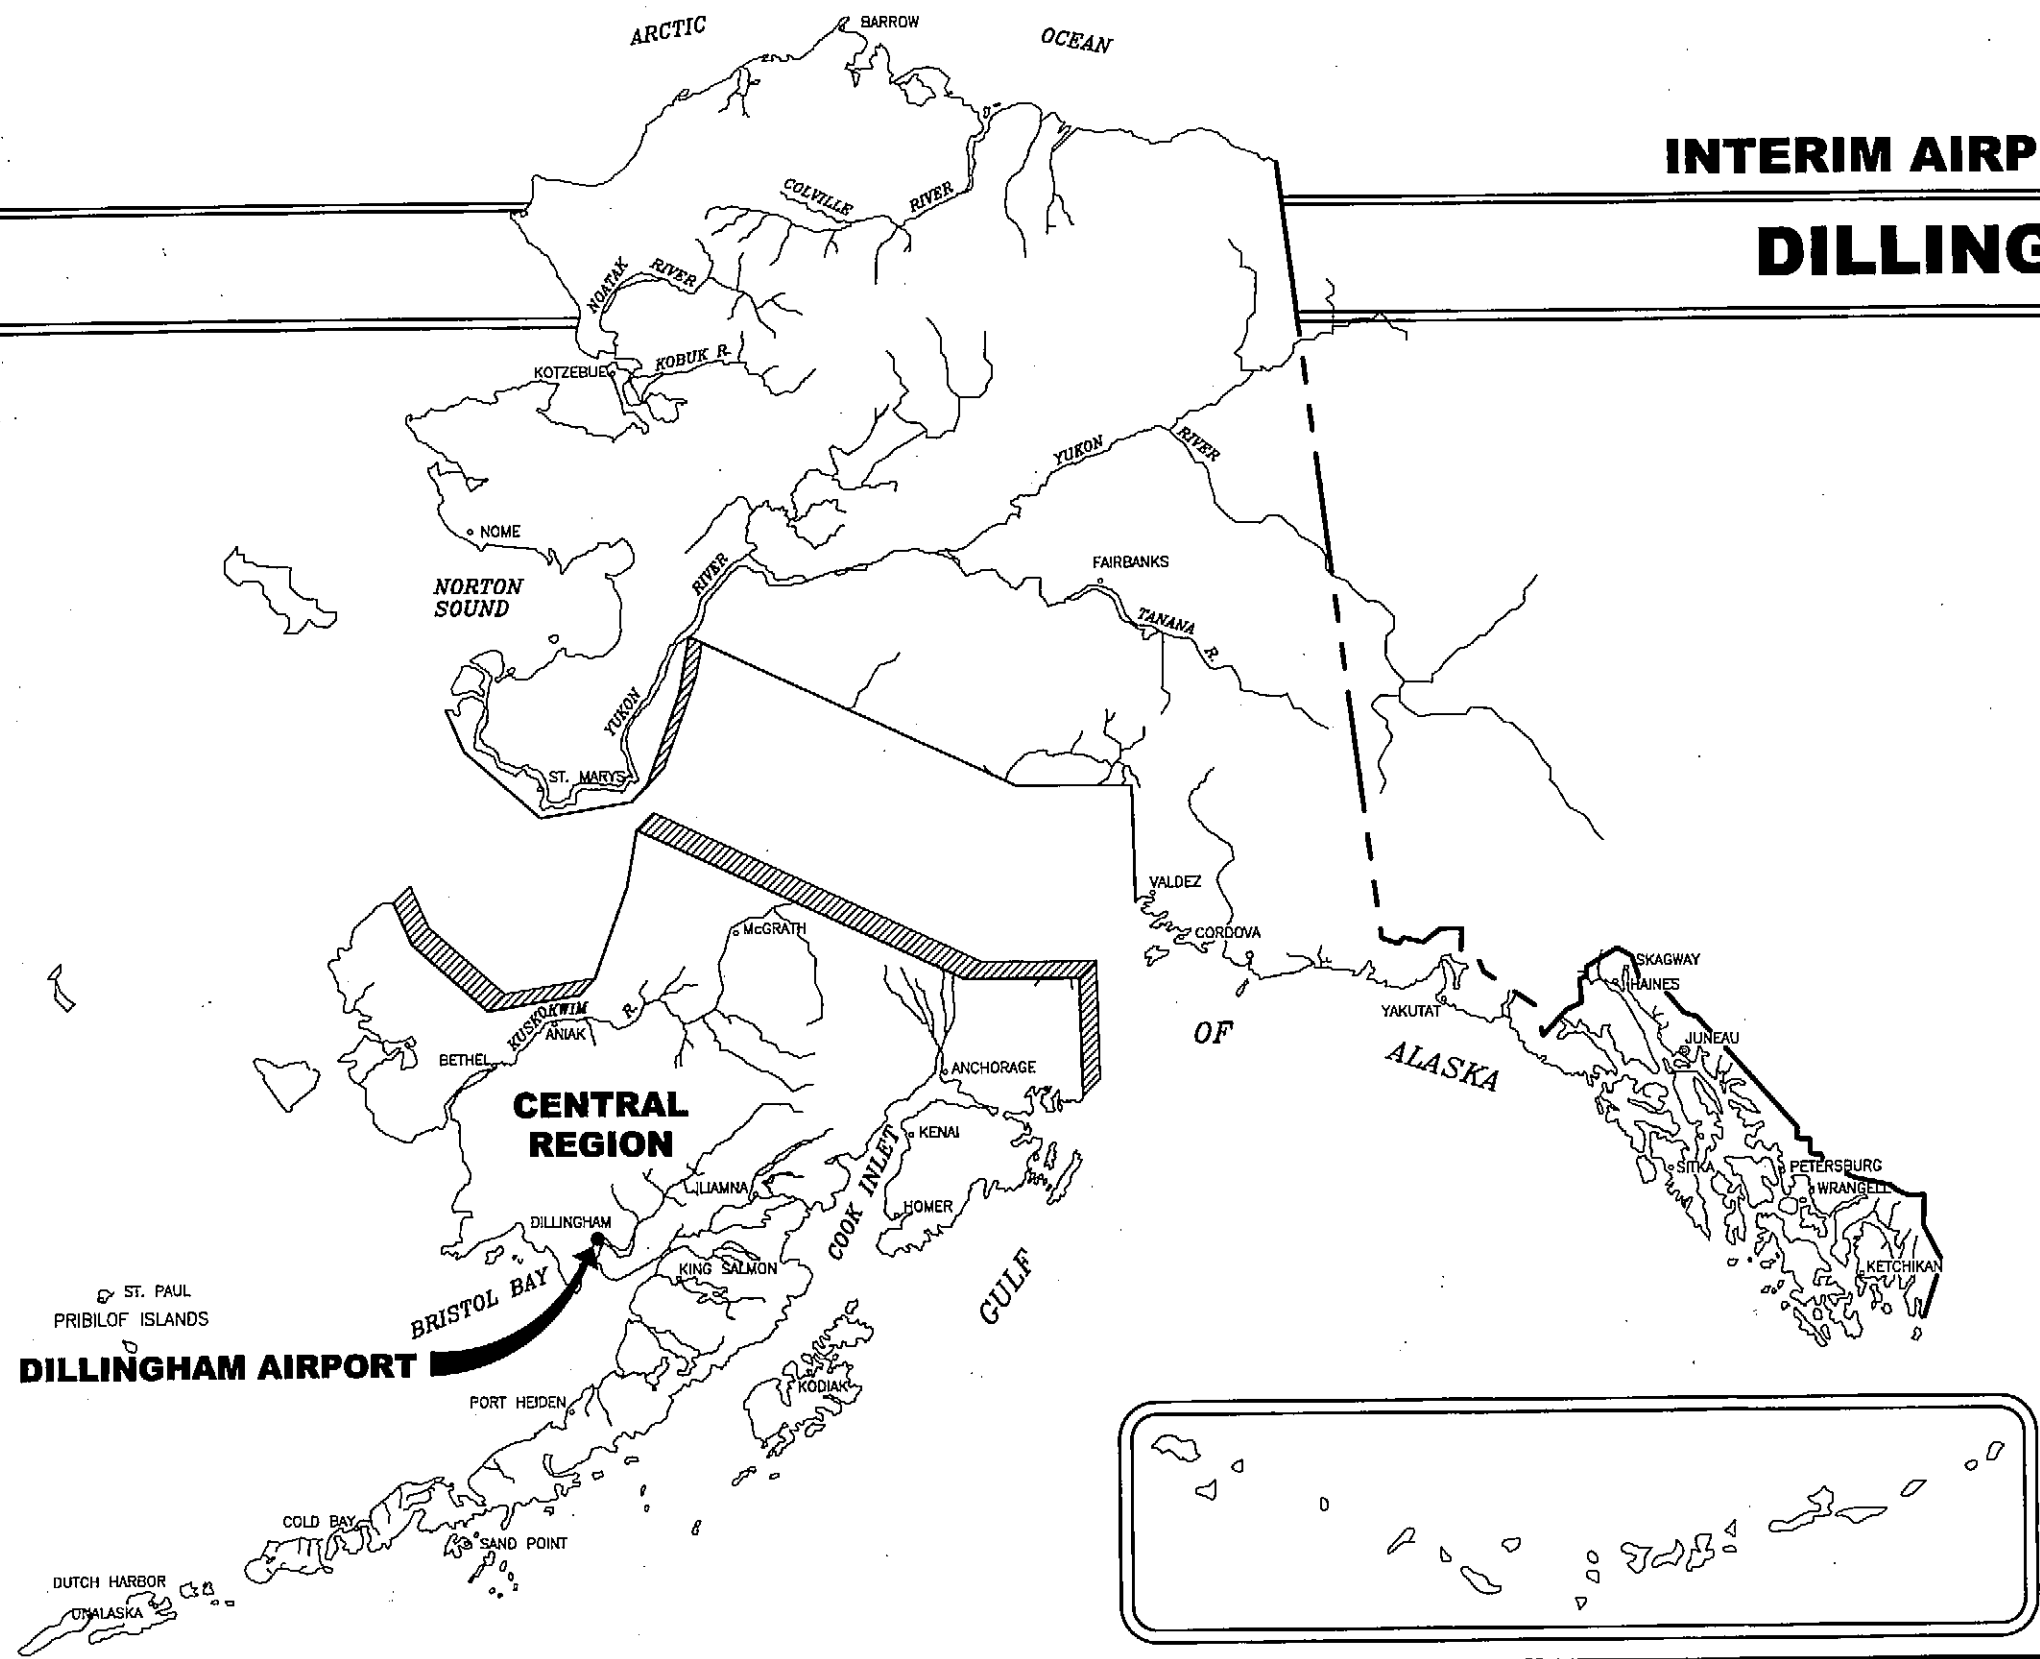 ARCTIC
BARROW
OCEAN
INTERIM AIRP
DILLING
COLVILLE
RIVER
NOATAK
RIVER
KOTZEBUE
KOBUK R.
YUKON
RIVER
NOME
NORTON
SOUND
RIVER
FAIRBANKS
TANANA
R.
YUKON
ST. MARYS
VALDEZ
McGRATH
CORDOVA
SKAGWAY
HAINES
YAKUTAT
KUSKOKWIM
R.
ANIAK
OF
ALASKA
JUNEAU
BETHEL
ANCHORAGE
CENTRAL
REGION
KENAI
COOK INLET
SITKA
PETERSBURG
WRANGELL
ILIAMNA
HOMER
DILLINGHAM
KING SALMON
KETCHIKAN
GULF
BRISTOL BAY
ST. PAUL
PRIBILOF ISLANDS
DILLINGHAM AIRPORT
KODIAK
PORT HEIDEN
COLD BAY
SAND POINT
DUTCH HARBOR
UNALASKA